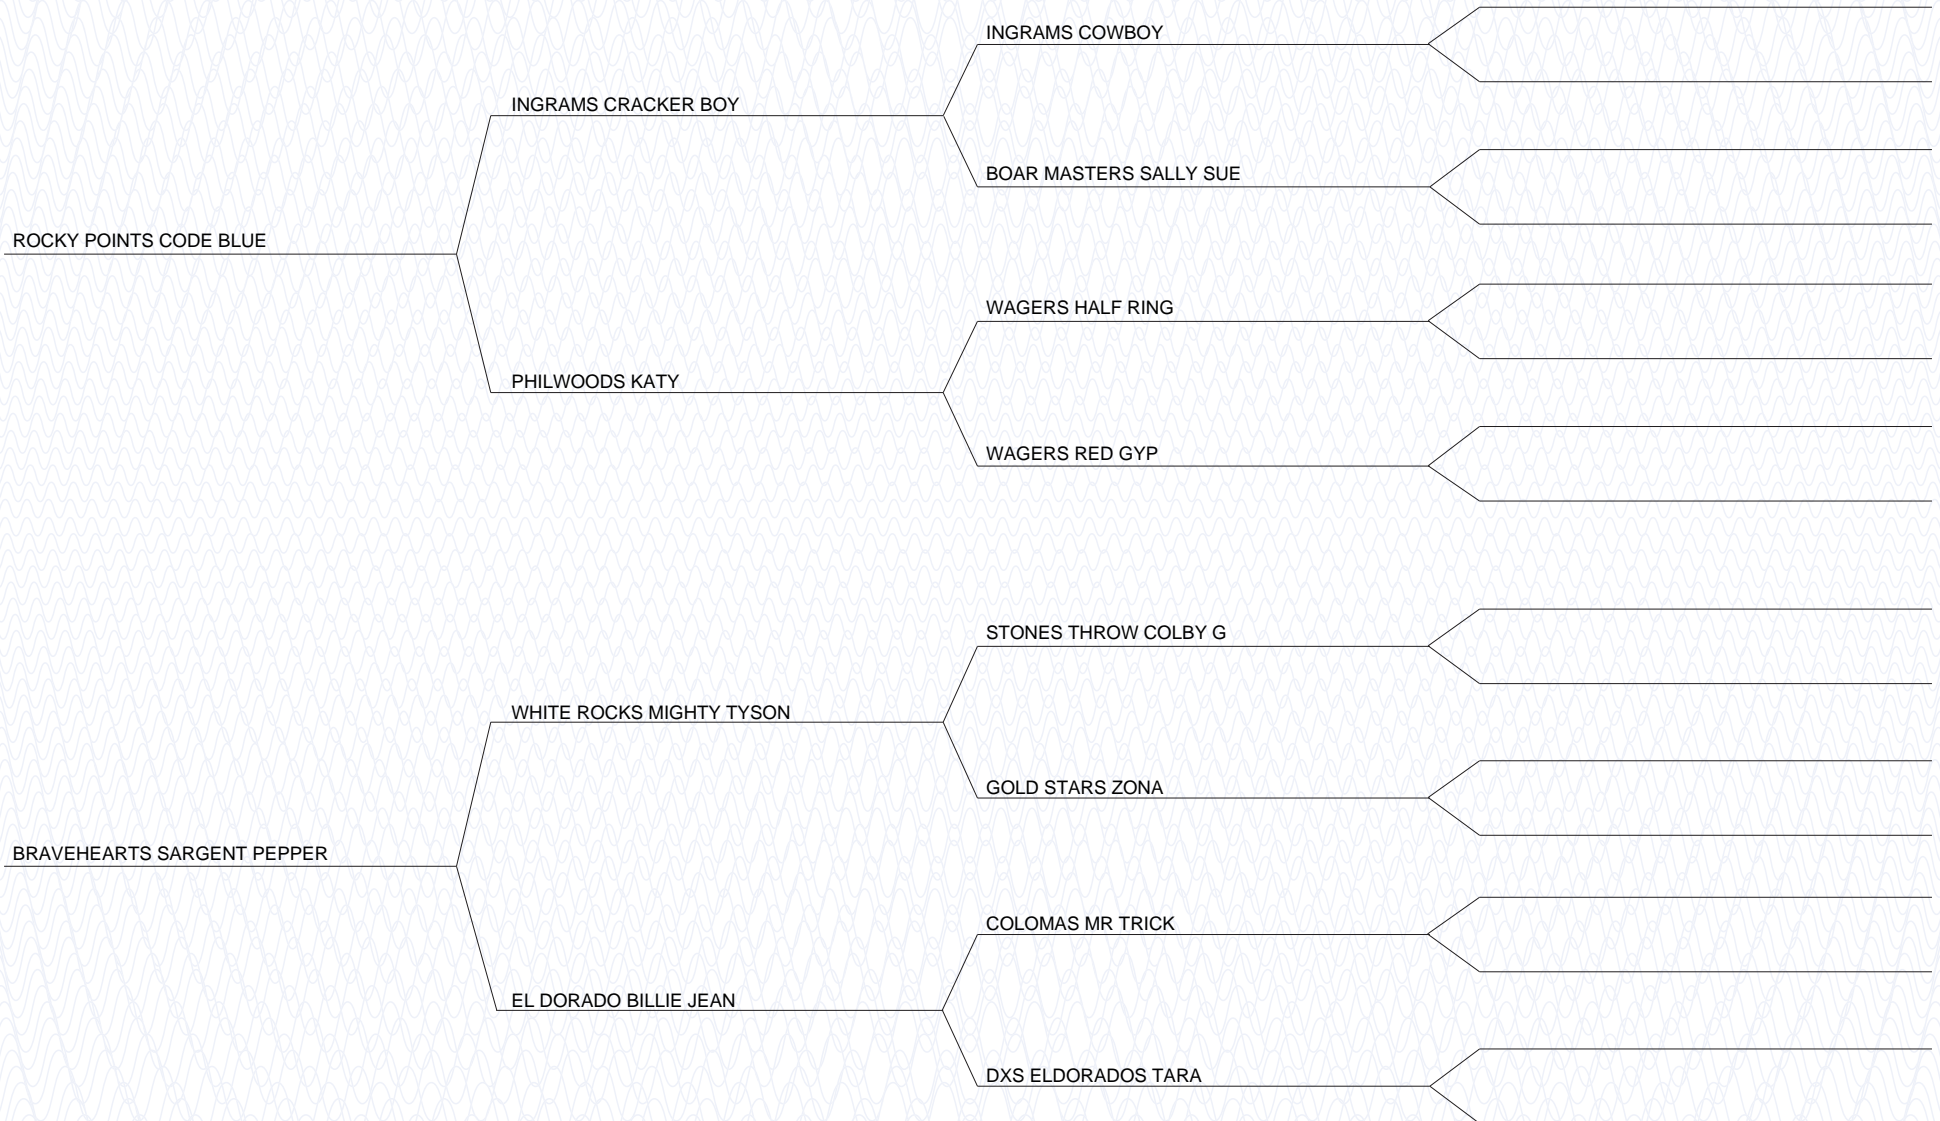 INGRAMS COWBOY
INGRAMS CRACKER BOY
BOAR MASTERS SALLY SUE
ROCKY POINTS CODE BLUE
WAGERS HALF RING
PHILWOODS KATY
WAGERS RED GYP
STONES THROW COLBY G
WHITE ROCKS MIGHTY TYSON
GOLD STARS ZONA
BRAVEHEARTS SARGENT PEPPER
COLOMAS MR TRICK
EL DORADO BILLIE JEAN
DXS ELDORADOS TARA